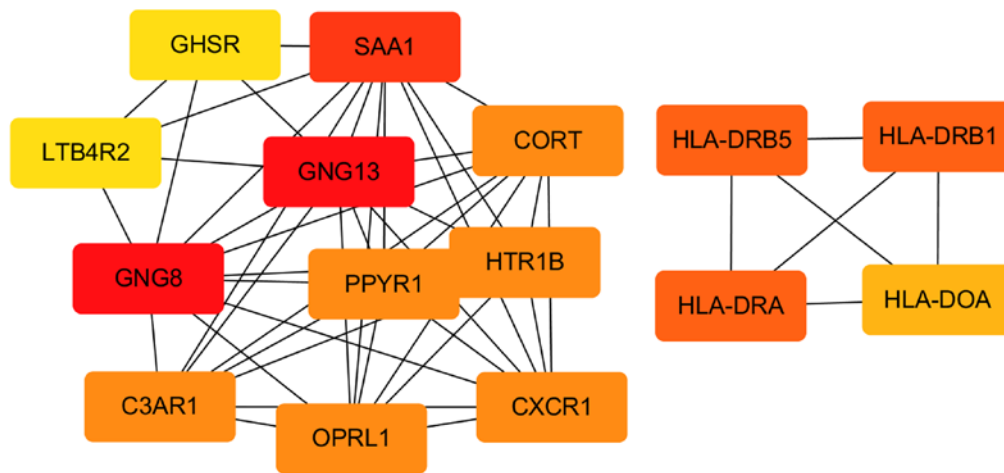 GHSR
SAA1
CORT
LTB4R2
GNG13
HTR1B
GNG8
PPYR1
C3AR1
OPRL1
CXCR1
HLA-DRB5
HLA-DRB1
HLA-DRA
HLA-DOA